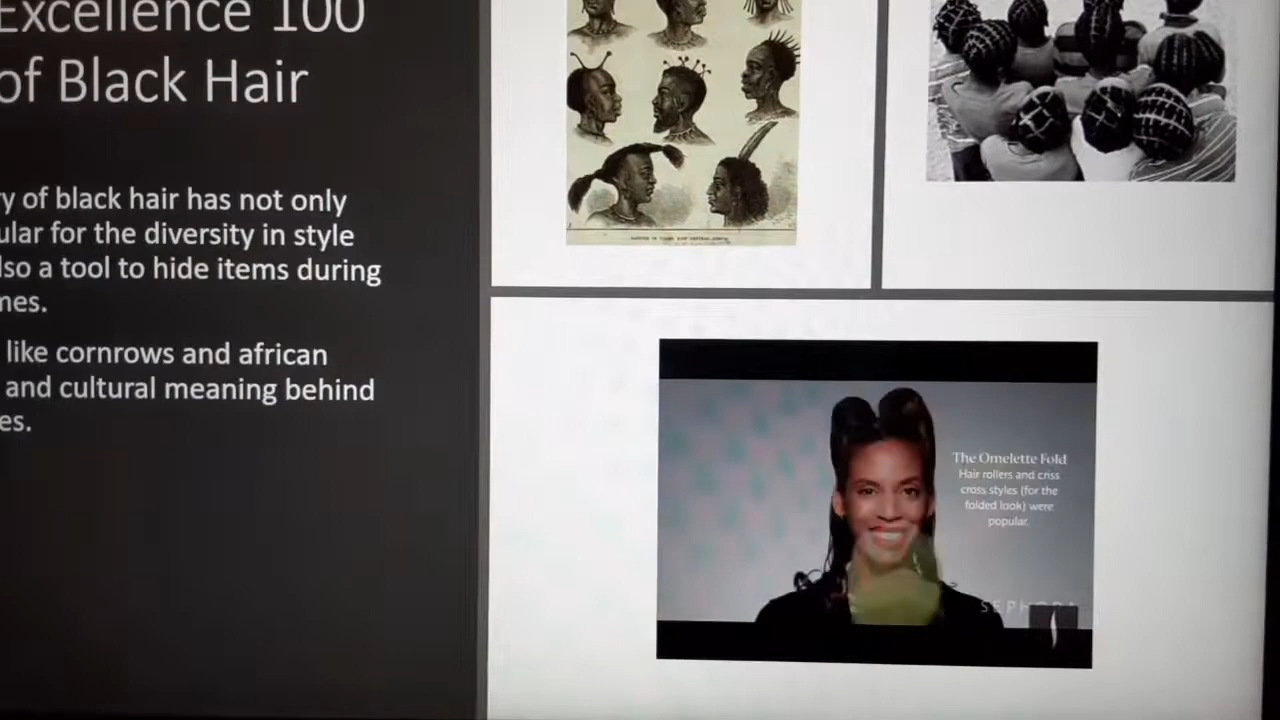 Excellence 100
of Black Hair
ry of black hair has not only
ular for the diversity in style
lso a tool to hide items during
mes.
like cornrows and african
and cultural meaning behind
es.
The Omelette Fold
Hair rollers and criss
cross styles (for the
folded look) were
popular.
SEPHORA